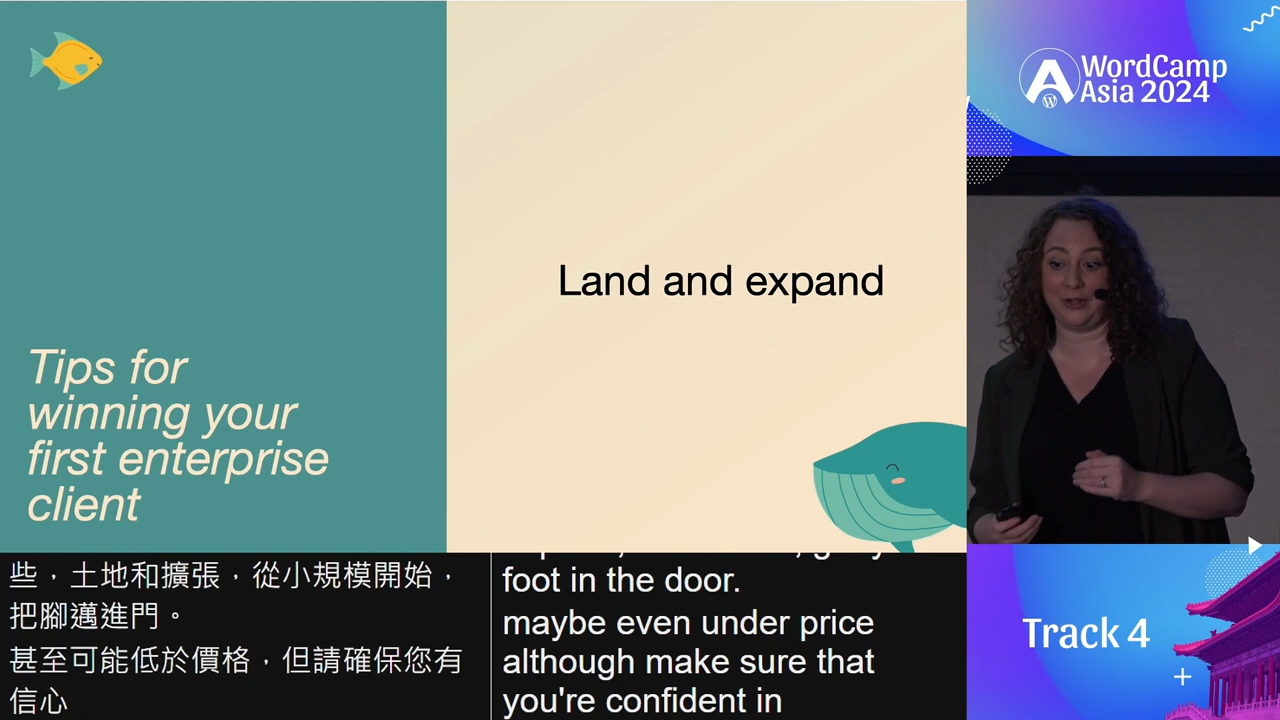 Tips for
winning your
first enterprise
client
Land and expand
WordCamp
Asia 2024
Track 4
些，土地和擴張，從小規模開始，
把腳邁進門。
甚至可能低於價格，但請確保您有
信心
foot in the door.
maybe even under price
although make sure that
you're confident in